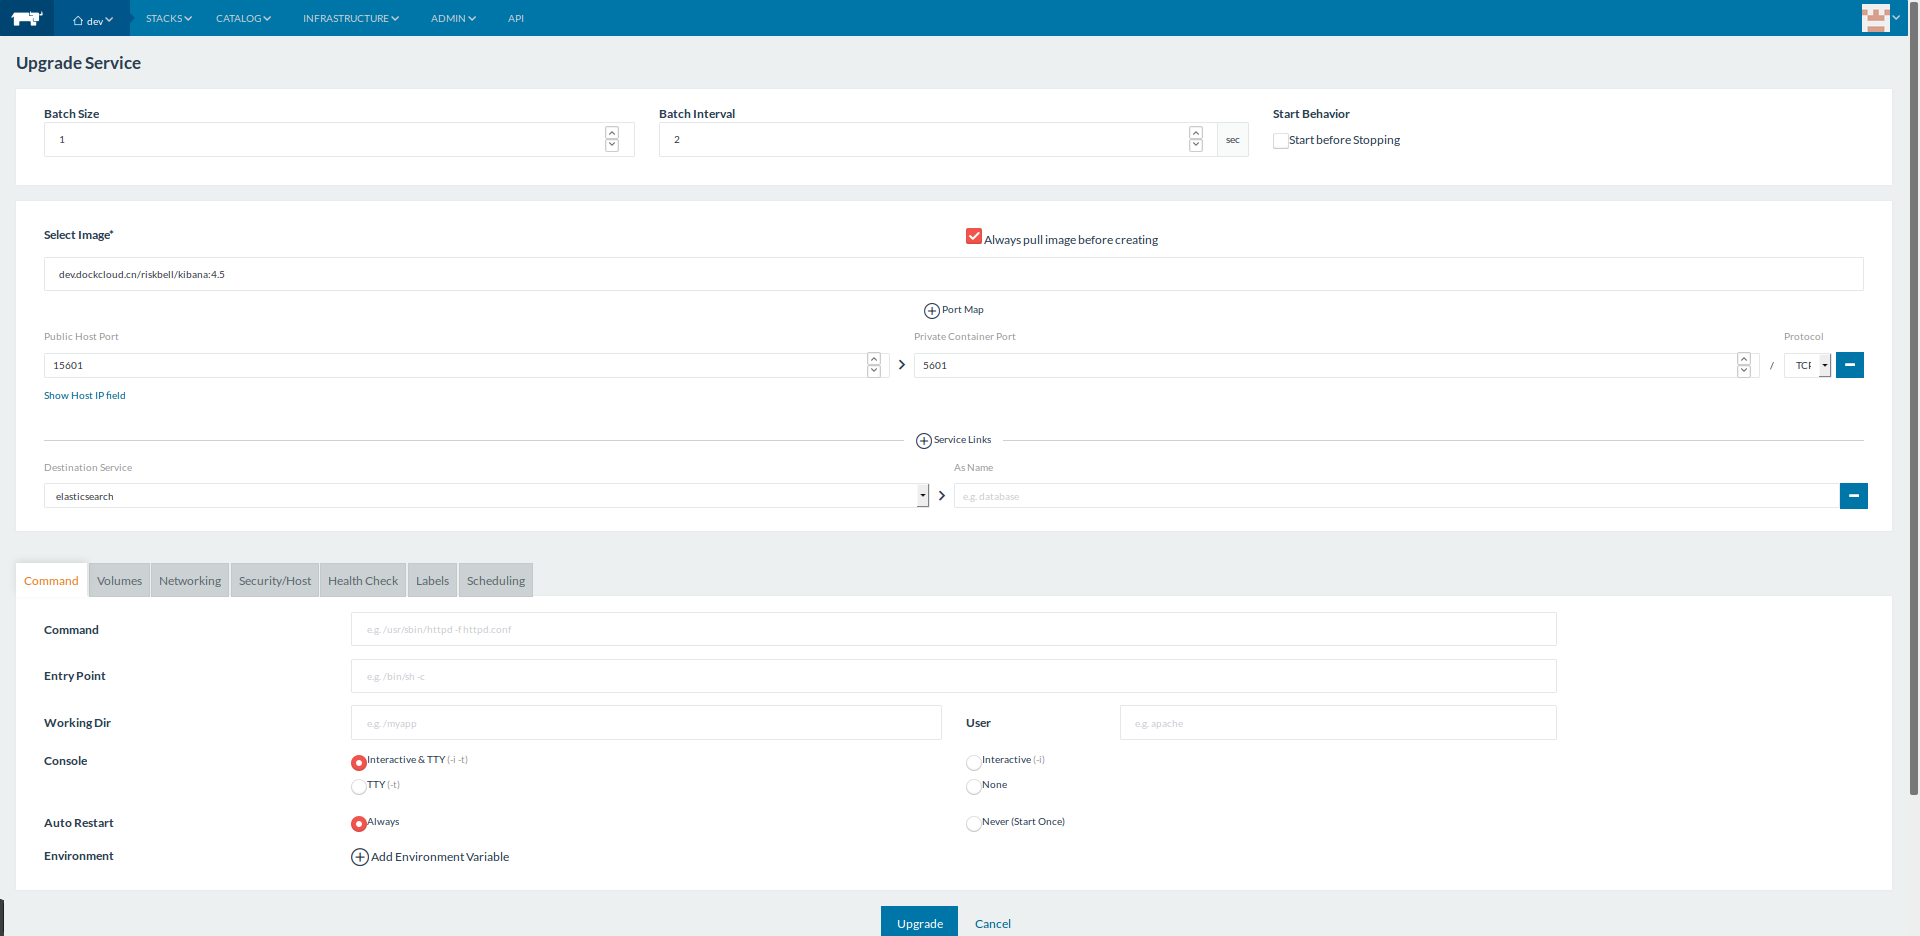 dev STACKS CATALOG INFRASTRUCTURE ADMIN API
Upgrade Service
Batch Size Batch Interval Start Behavior
1 2 sec Start before Stopping
Select Image* Always pull image before creating
dev.dockcloud.cn/riskbell/kibana:4.5
Port Map
Public Host Port Private Container Port Protocol
15601 5601 / TCP
Show Host IP field
Service Links
Destination Service As Name
elasticsearch e.g. database
Command Volumes Networking Security/Host Health Check Labels Scheduling
Command e.g. /usr/sbin/httpd -f httpd.conf
Entry Point e.g. /bin/sh -c
Working Dir e.g. /myapp User e.g. apache
Console Interactive & TTY (-i -t) Interactive (-i)
TTY (-t) None
Auto Restart Always Never (Start Once)
Environment Add Environment Variable
Upgrade Cancel